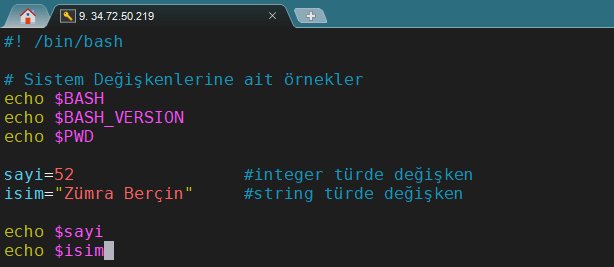 9. 34.72.50.219
#! /bin/bash
# Sistem Değişkenlerine ait örnekler
echo $BASH
echo $BASH_VERSION
echo $PWD
sayi=52 #integer türde değişken
isim="Zümra Berçin" #string türde değişken
echo $sayi
echo $isim